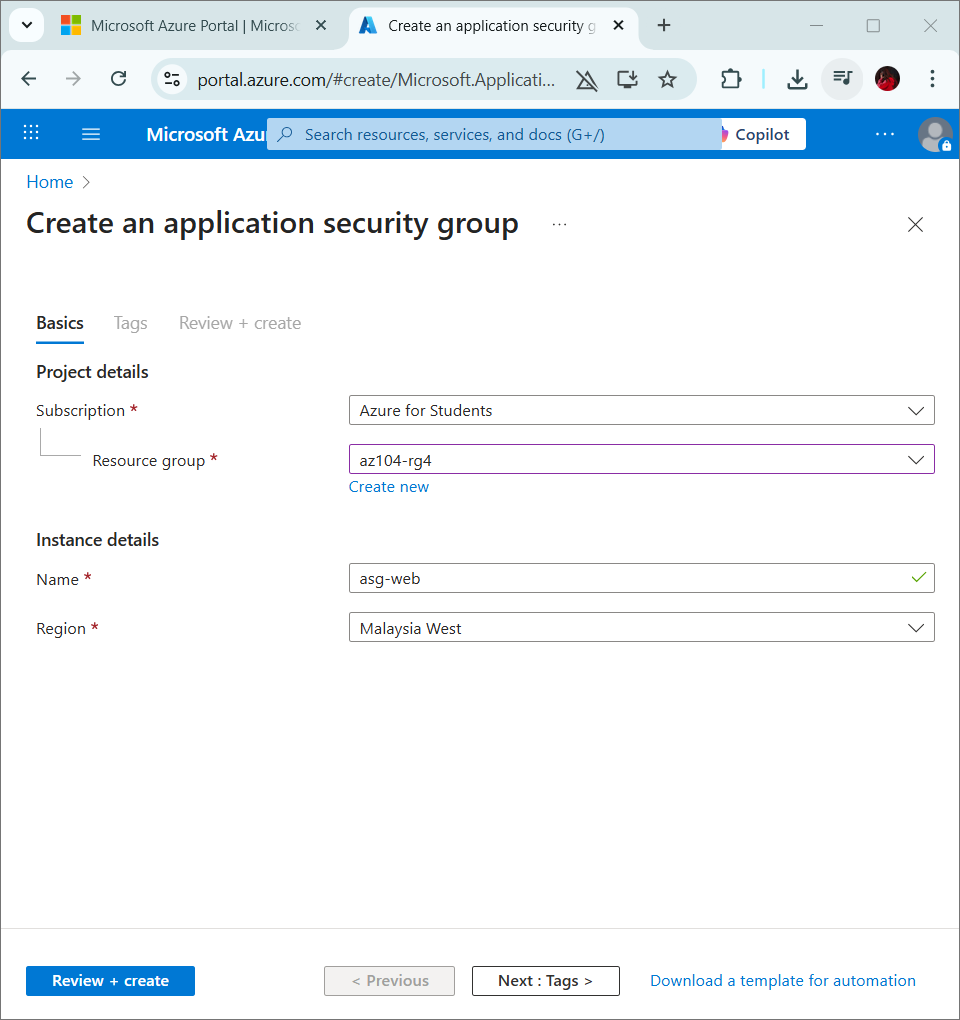 Microsoft Azure Portal | Micros
Create an application security g
portal.azure.com/#create/Microsoft.Applicati...
Microsoft Azu
Search resources, services, and docs (G+/)
Copilot
Home
Create an application security group
Basics
Tags
Review + create
Project details
Subscription *
Azure for Students
Resource group *
az104-rg4
Create new
Instance details
Name *
asg-web
Region *
Malaysia West
Review + create
< Previous
Next : Tags >
Download a template for automation